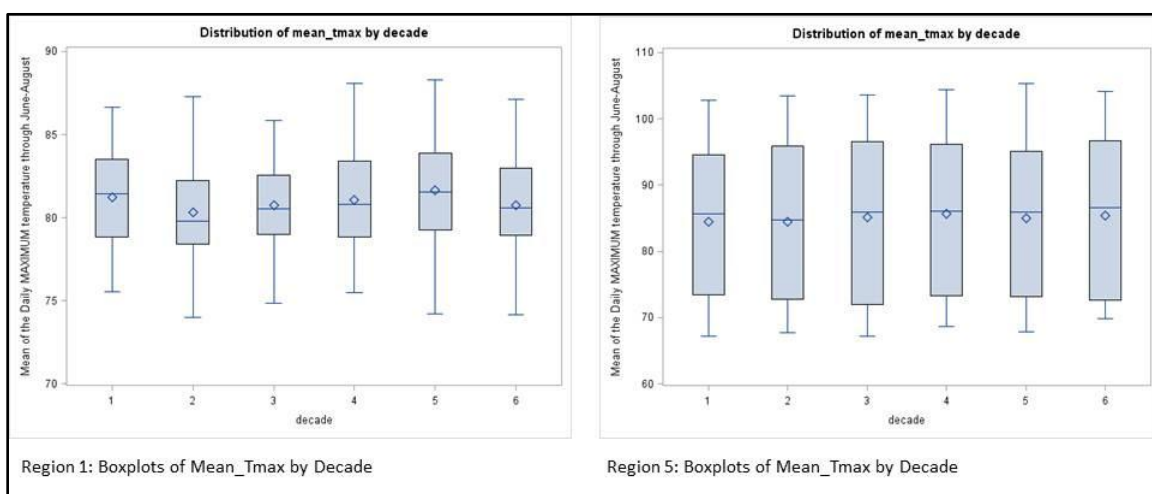 Distribution of mean_tmax by decade
Mean of the Daily MAXIMUM temperature through June-August
90
85
80
75
70
1 2 3 4 5 6
decade
Region 1: Boxplots of Mean_Tmax by Decade
Distribution of mean_tmax by decade
Mean of the Daily MAXIMUM temperature through June-August
110
100
90
80
70
60
1 2 3 4 5 6
decade
Region 5: Boxplots of Mean_Tmax by Decade